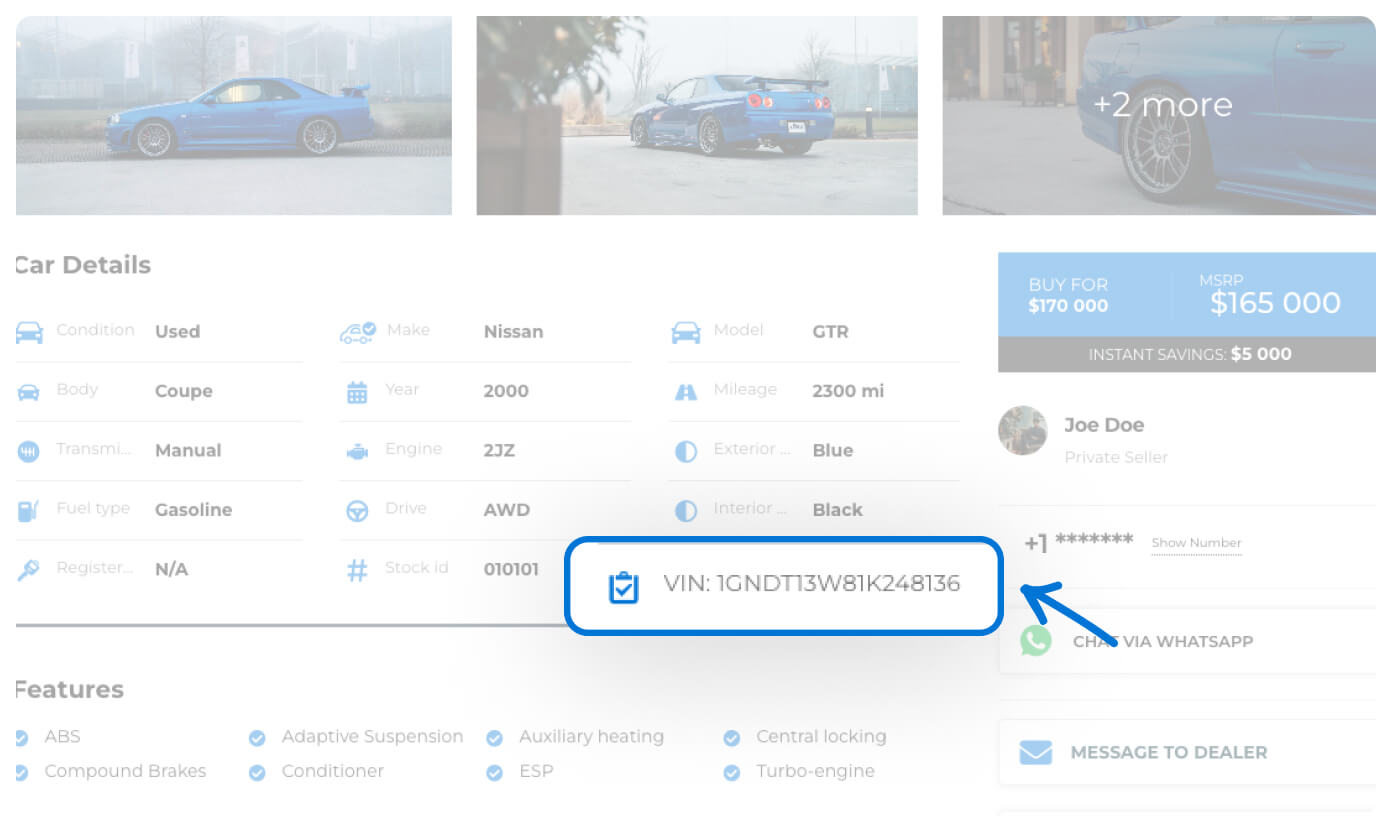 +2 more
Car Details
Condition Used
Make Nissan
Model GTR
Body Coupe
Year 2000
Mileage 2300 mi
Transmi... Manual
Engine 2JZ
Exterior ... Blue
Fuel type Gasoline
Drive AWD
Interior ... Black
Register... N/A
Stock id 010101
VIN: 1GNDT13W81K248136
Features
ABS
Adaptive Suspension
Auxiliary heating
Central locking
Compound Brakes
Conditioner
ESP
Turbo-engine
BUY FOR
$170 000
MSRP
$165 000
INSTANT SAVINGS: $5 000
Joe Doe
Private Seller
+1 ******* Show Number
CHAT VIA WHATSAPP
MESSAGE TO DEALER